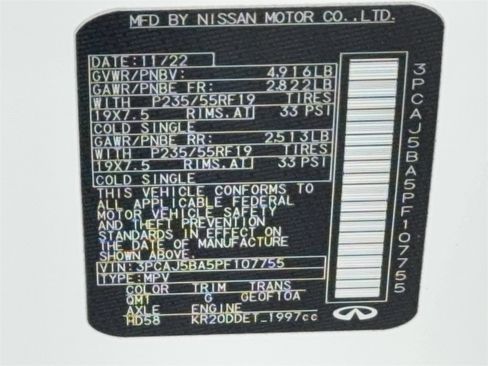 MFD BY NISSAN MOTOR CO.,LTD.
DATE:11/22
GVWR/PNBV: 4,916LB
GAWR/PNBE FR: 2,822LB
WITH P235/55RF19 TIRES
19X7.5 RIMS,AT 33 PSI
COLD SINGLE
GAWR/PNBE RR: 2,513LB
WITH P235/55RF19 TIRES
19X7.5 RIMS,AT 33 PSI
COLD SINGLE
THIS VEHICLE CONFORMS TO
ALL APPLICABLE FEDERAL
MOTOR VEHICLE SAFETY
AND THEFT PREVENTION
STANDARDS IN EFFECT ON
THE DATE OF MANUFACTURE
SHOWN ABOVE.
VIN:3PCAJ5BA5PF107755
TYPE:MPV
COLOR TRIM TRANS
QM1 G GE0F10A
AXLE ENGINE
HD58 KR20DDET_1997cc
3PCAJ5BA5PF107755